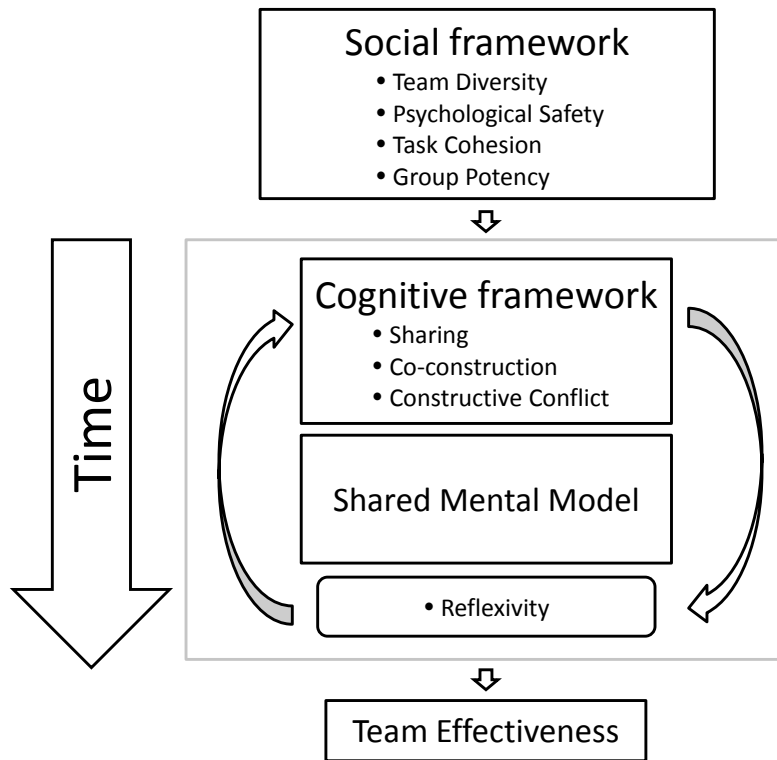 Social framework
• Team Diversity
• Psychological Safety
• Task Cohesion
• Group Potency
Time
Cognitive framework
• Sharing
• Co-construction
• Constructive Conflict
Shared Mental Model
• Reflexivity
Team Effectiveness